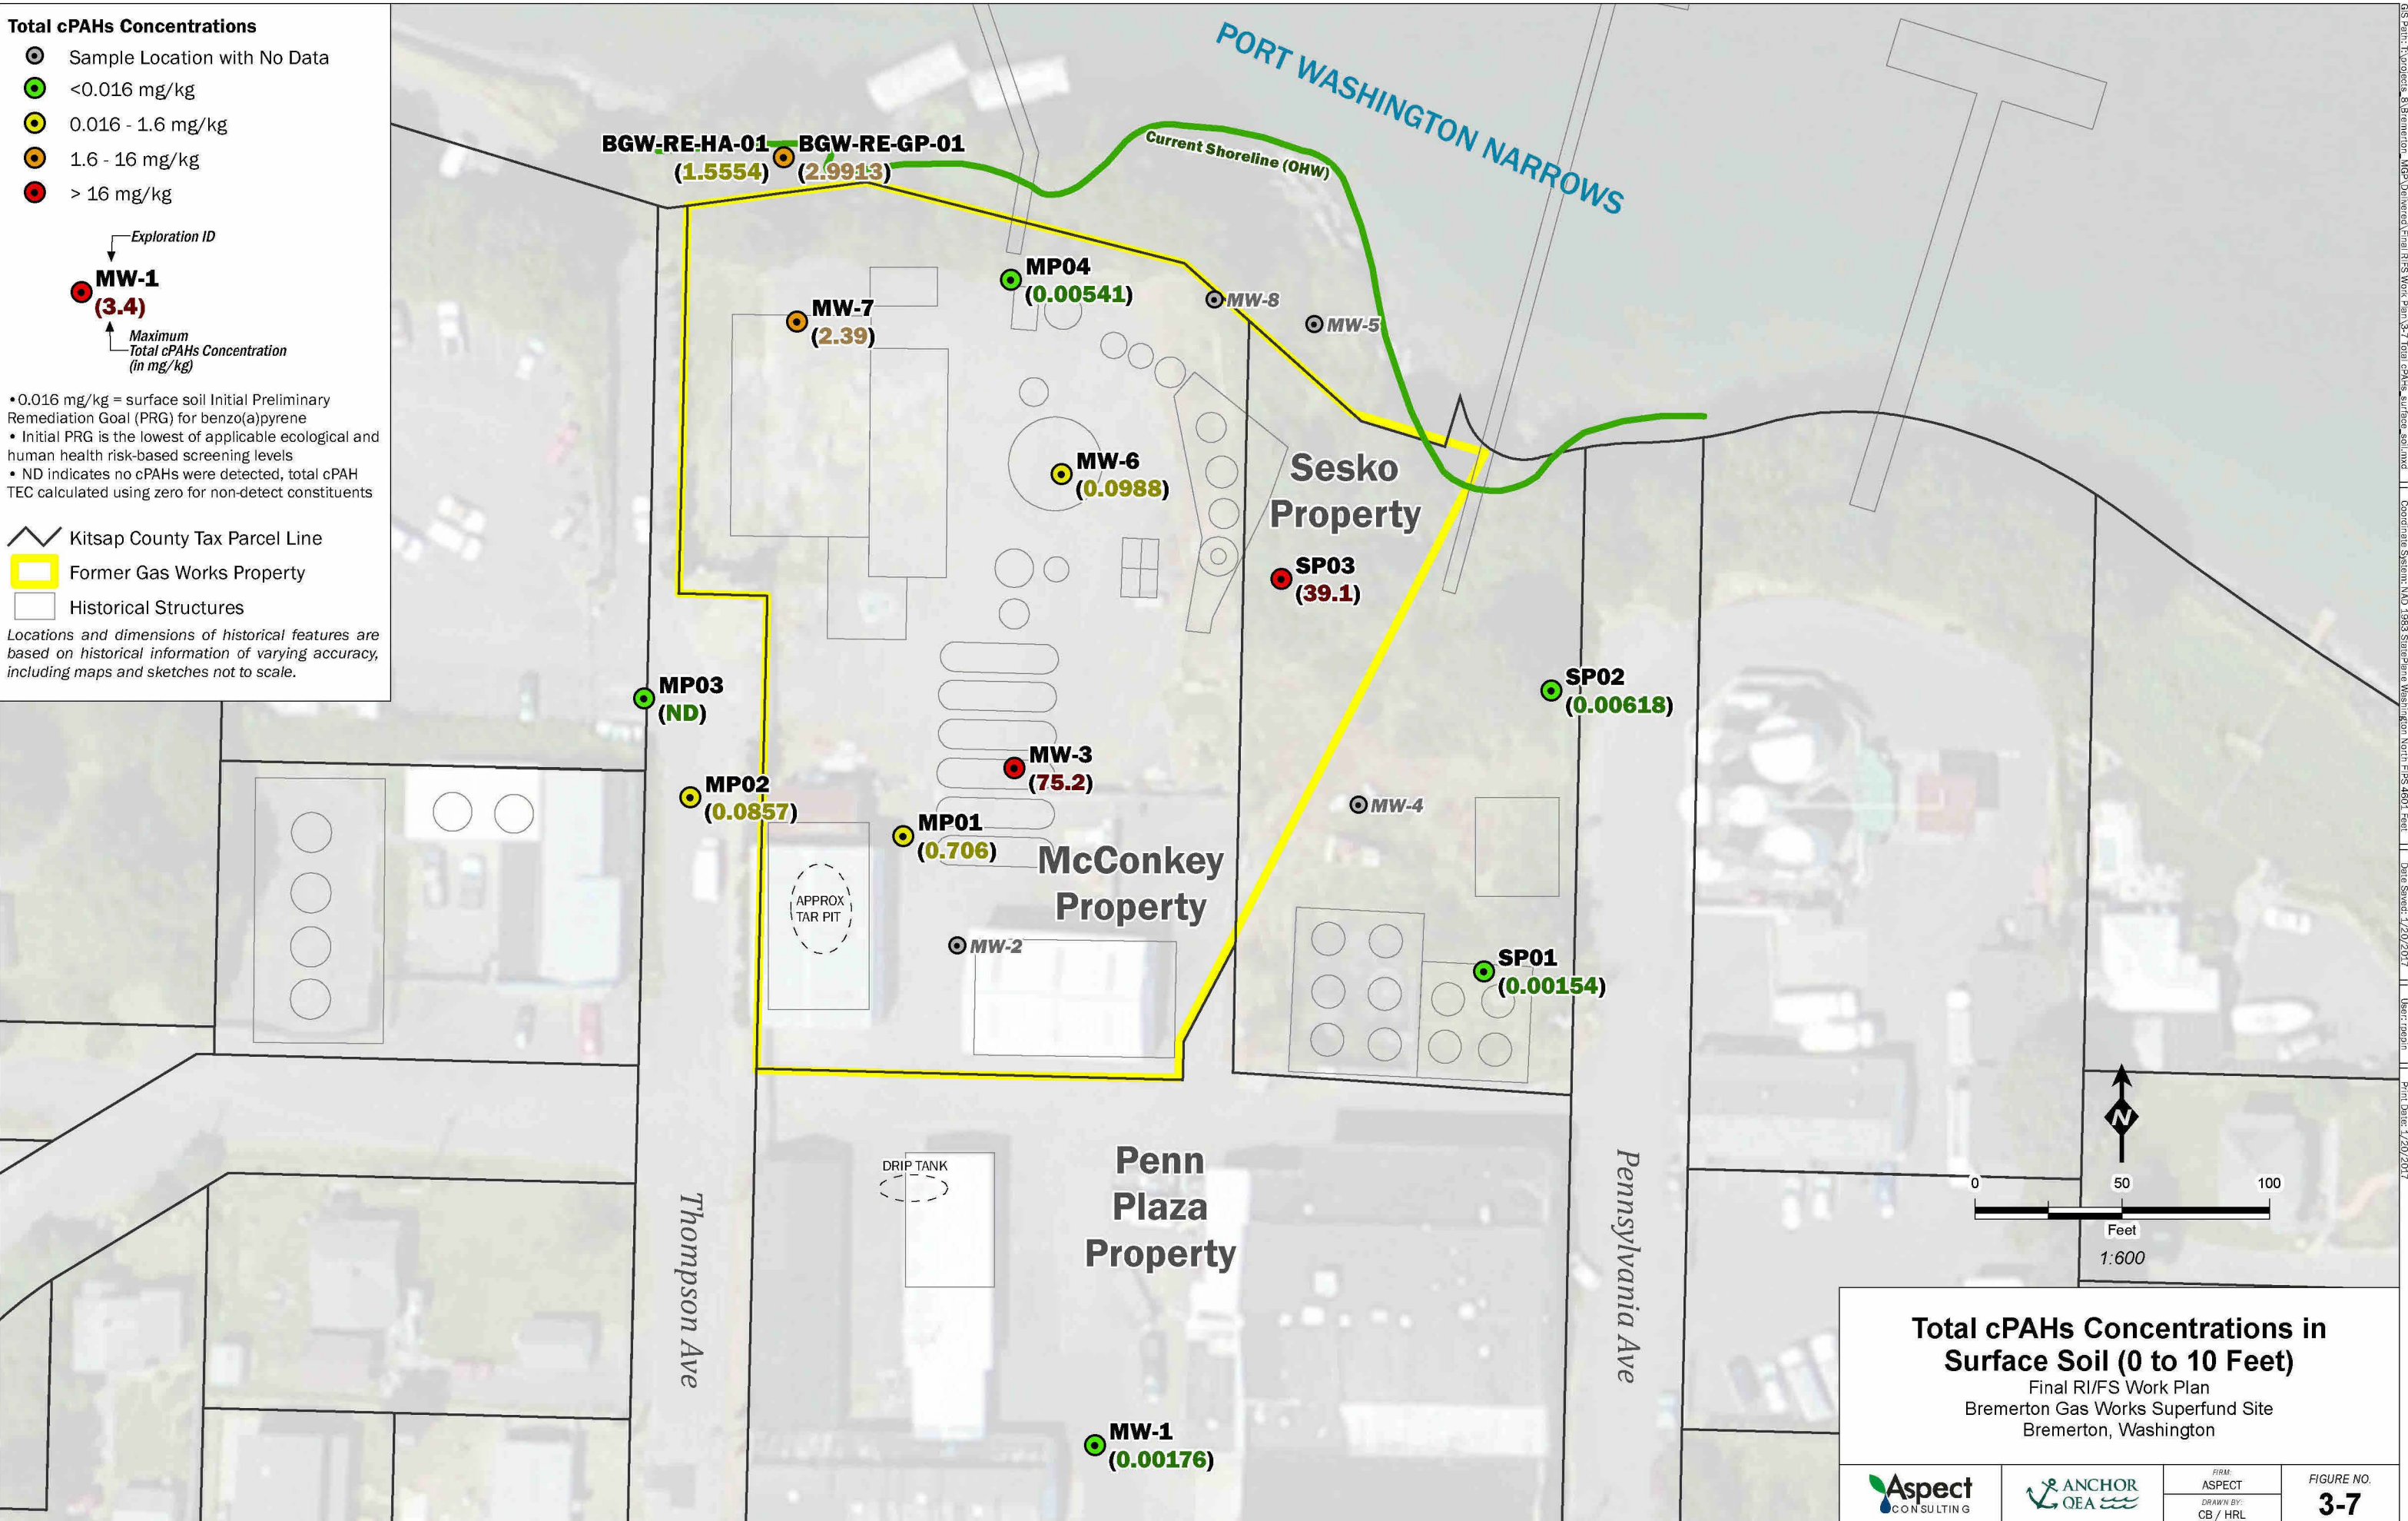 Total cPAHs Concentrations
Sample Location with No Data
<0.016 mg/kg
0.016 - 1.6 mg/kg
1.6 - 16 mg/kg
> 16 mg/kg
Exploration ID
MW-1
(3.4)
Maximum
Total cPAHs Concentration
(in mg/kg)
• 0.016 mg/kg = surface soil Initial Preliminary
Remediation Goal (PRG) for benzo(a)pyrene
• Initial PRG is the lowest of applicable ecological and
human health risk-based screening levels
• ND indicates no cPAHs were detected, total cPAH
TEC calculated using zero for non-detect constituents
Kitsap County Tax Parcel Line
Former Gas Works Property
Historical Structures
Locations and dimensions of historical features are
based on historical information of varying accuracy,
including maps and sketches not to scale.
PORT WASHINGTON NARROWS
Current Shoreline (OHW)
BGW-RE-HA-01
(1.5554)
BGW-RE-GP-01
(2.9913)
MP04
(0.00541)
MW-8
MW-5
MW-7
(2.39)
MW-6
(0.0988)
Sesko
Property
SP03
(39.1)
MP03
(ND)
SP02
(0.00618)
MW-3
(75.2)
MP02
(0.0857)
MW-4
MP01
(0.706)
McConkey
Property
APPROX
TAR PIT
MW-2
SP01
(0.00154)
DRIP TANK
Penn
Plaza
Property
Thompson Ave
Pennsylvania Ave
MW-1
(0.00176)
N
0 50 100
Feet
1:600
Total cPAHs Concentrations in
Surface Soil (0 to 10 Feet)
Final RI/FS Work Plan
Bremerton Gas Works Superfund Site
Bremerton, Washington
Aspect
CONSULTING
ANCHOR
QEA
FIRM:
ASPECT
DRAWN BY:
CB / HRL
FIGURE NO.
3-7